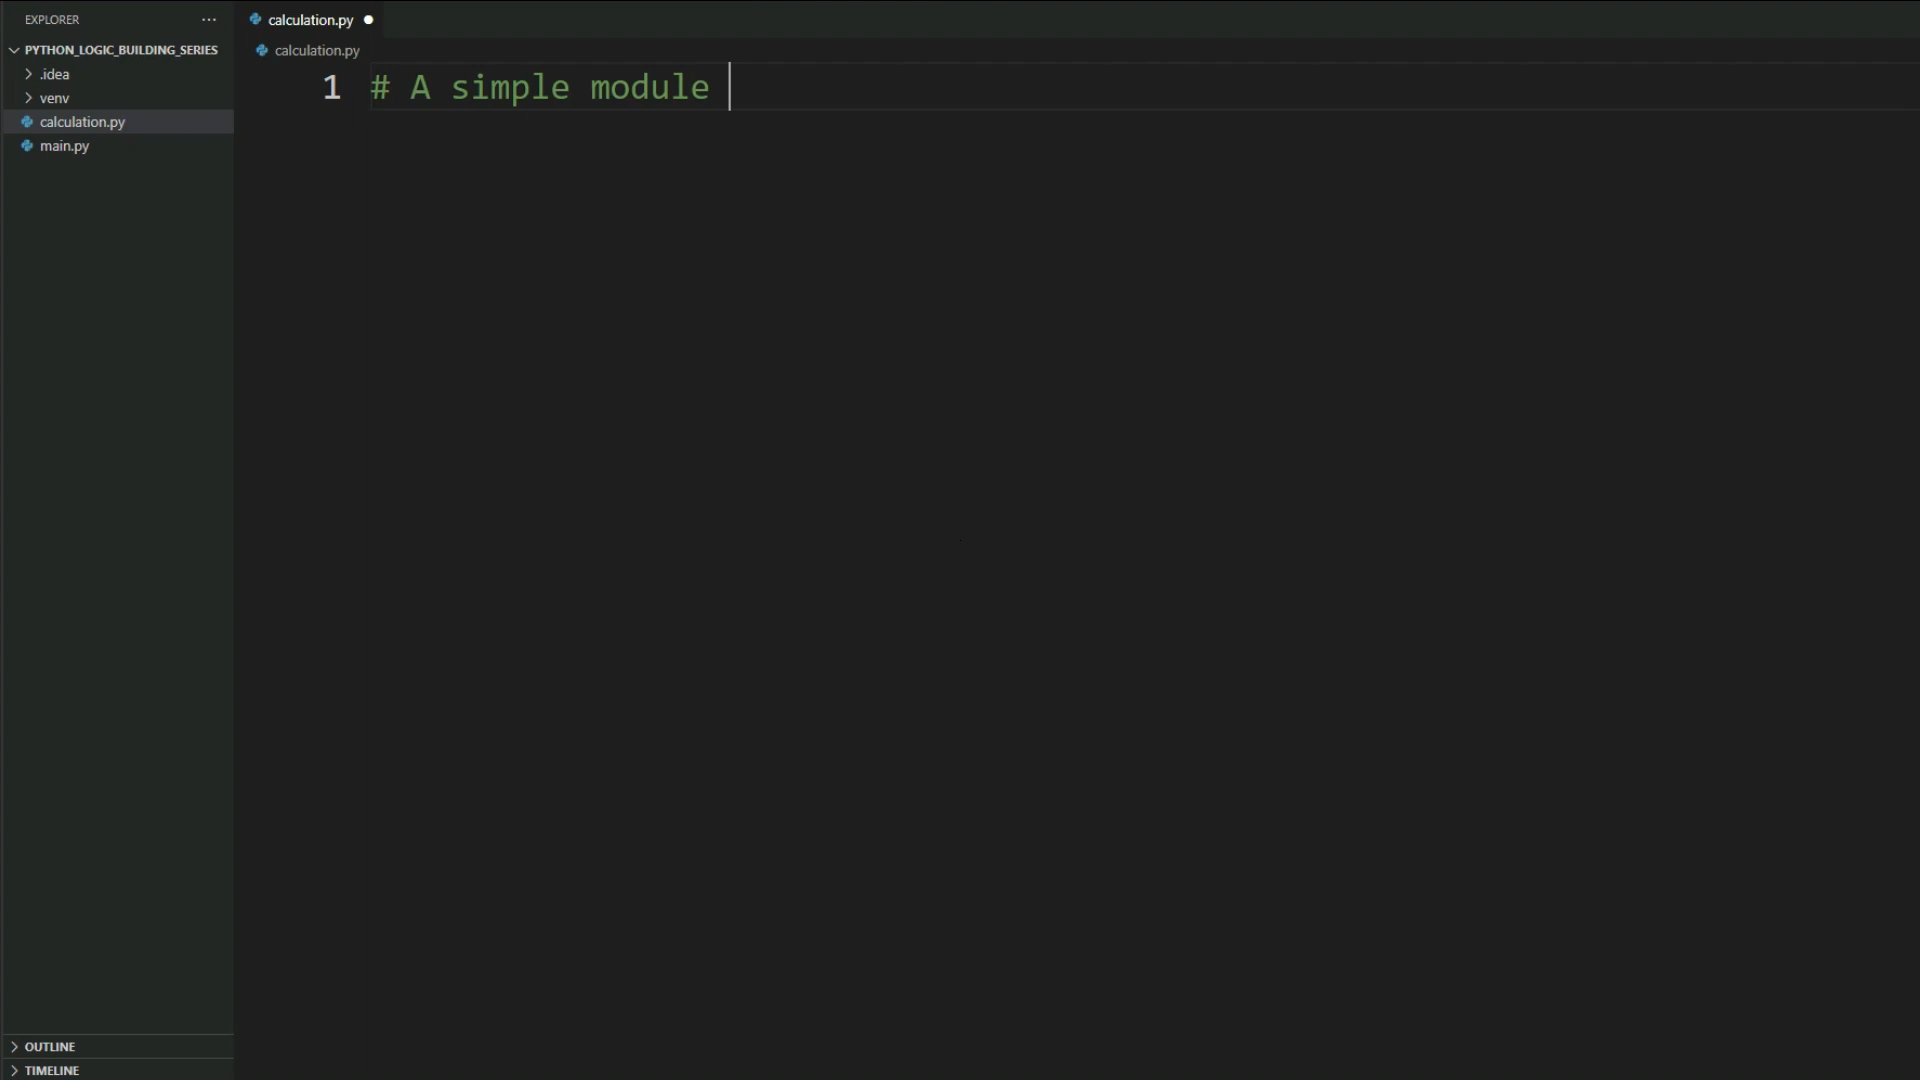 EXPLORER
PYTHON_LOGIC_BUILDING_SERIES
.idea
venv
calculation.py
main.py
OUTLINE
TIMELINE
calculation.py
calculation.py
1 # A simple module